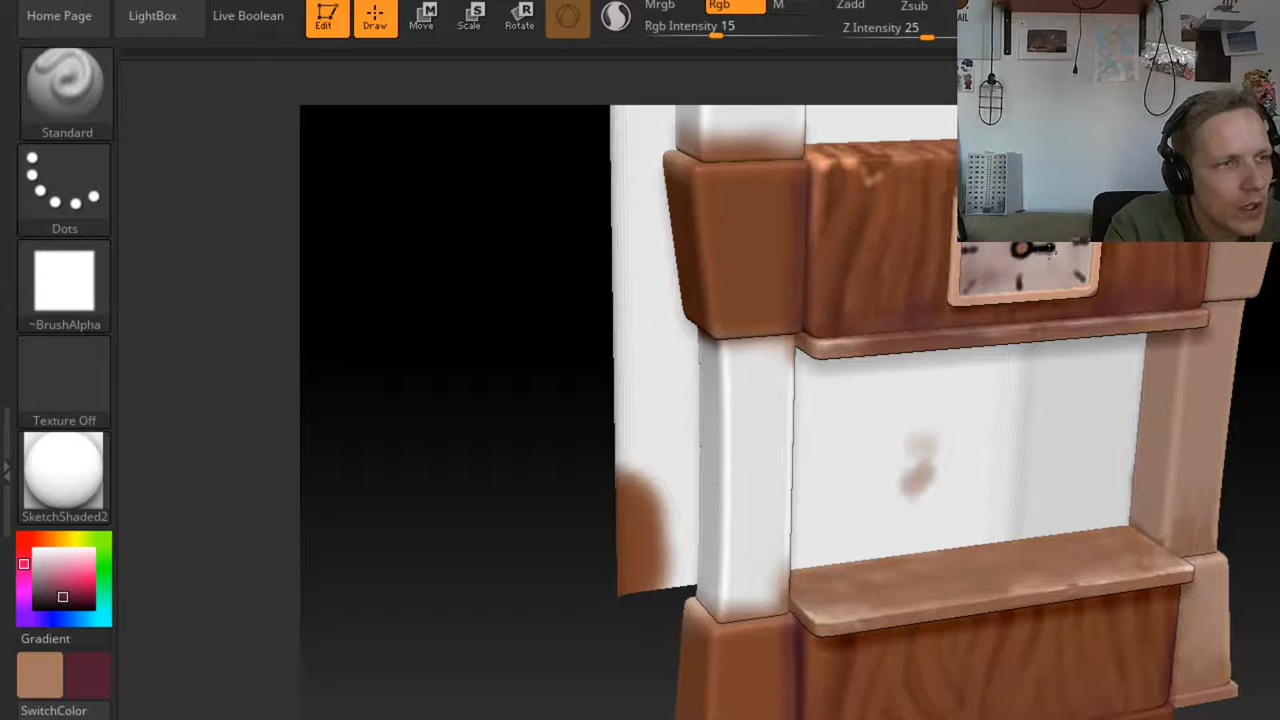 Home Page
LightBox
Live Boolean
Edit
Draw
Move
Scale
Rotate
Mrgb
Rgb
M
Zadd
Zsub
Rgb Intensity 15
Z Intensity 25
M
S
R
Standard
Dots
~BrushAlpha
Texture Off
SketchShaded2
Gradient
SwitchColor
AIL